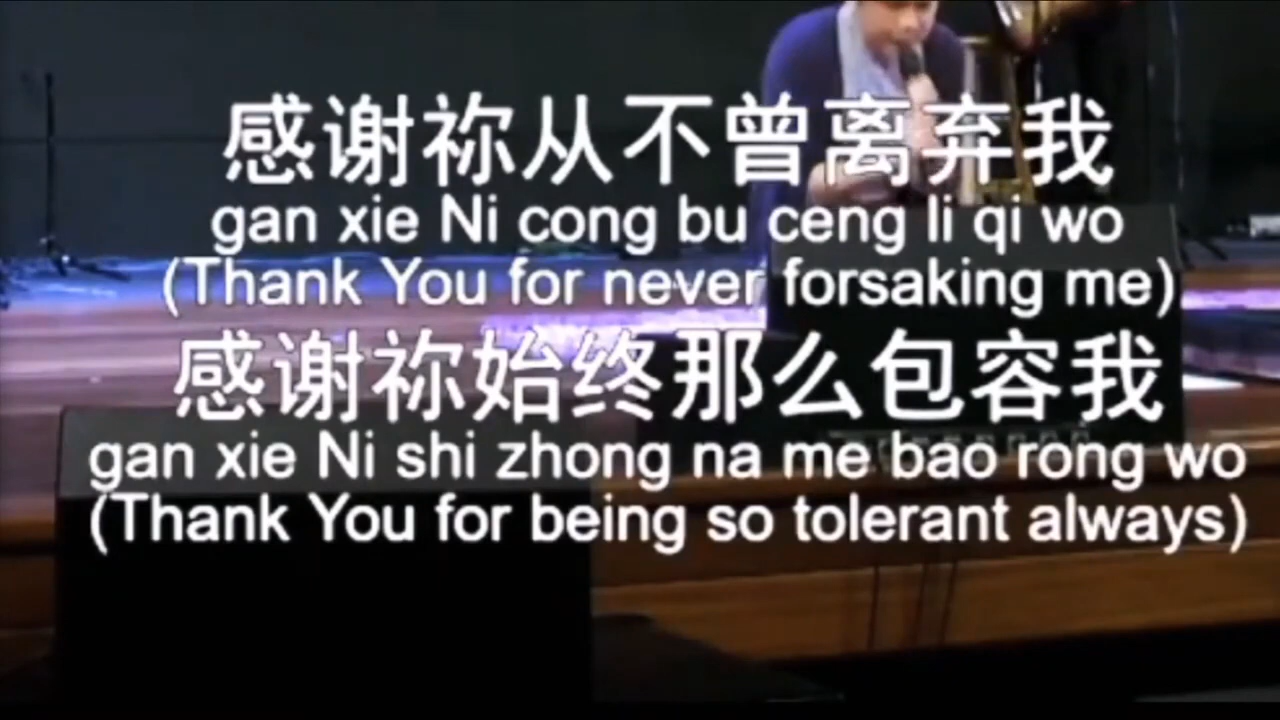 感谢祢从不曾离弃我
gan xie Ni cong bu ceng li qi wo
(Thank You for never forsaking me)
感谢祢始终那么包容我
gan xie Ni shi zhong na me bao rong wo
(Thank You for being so tolerant always)